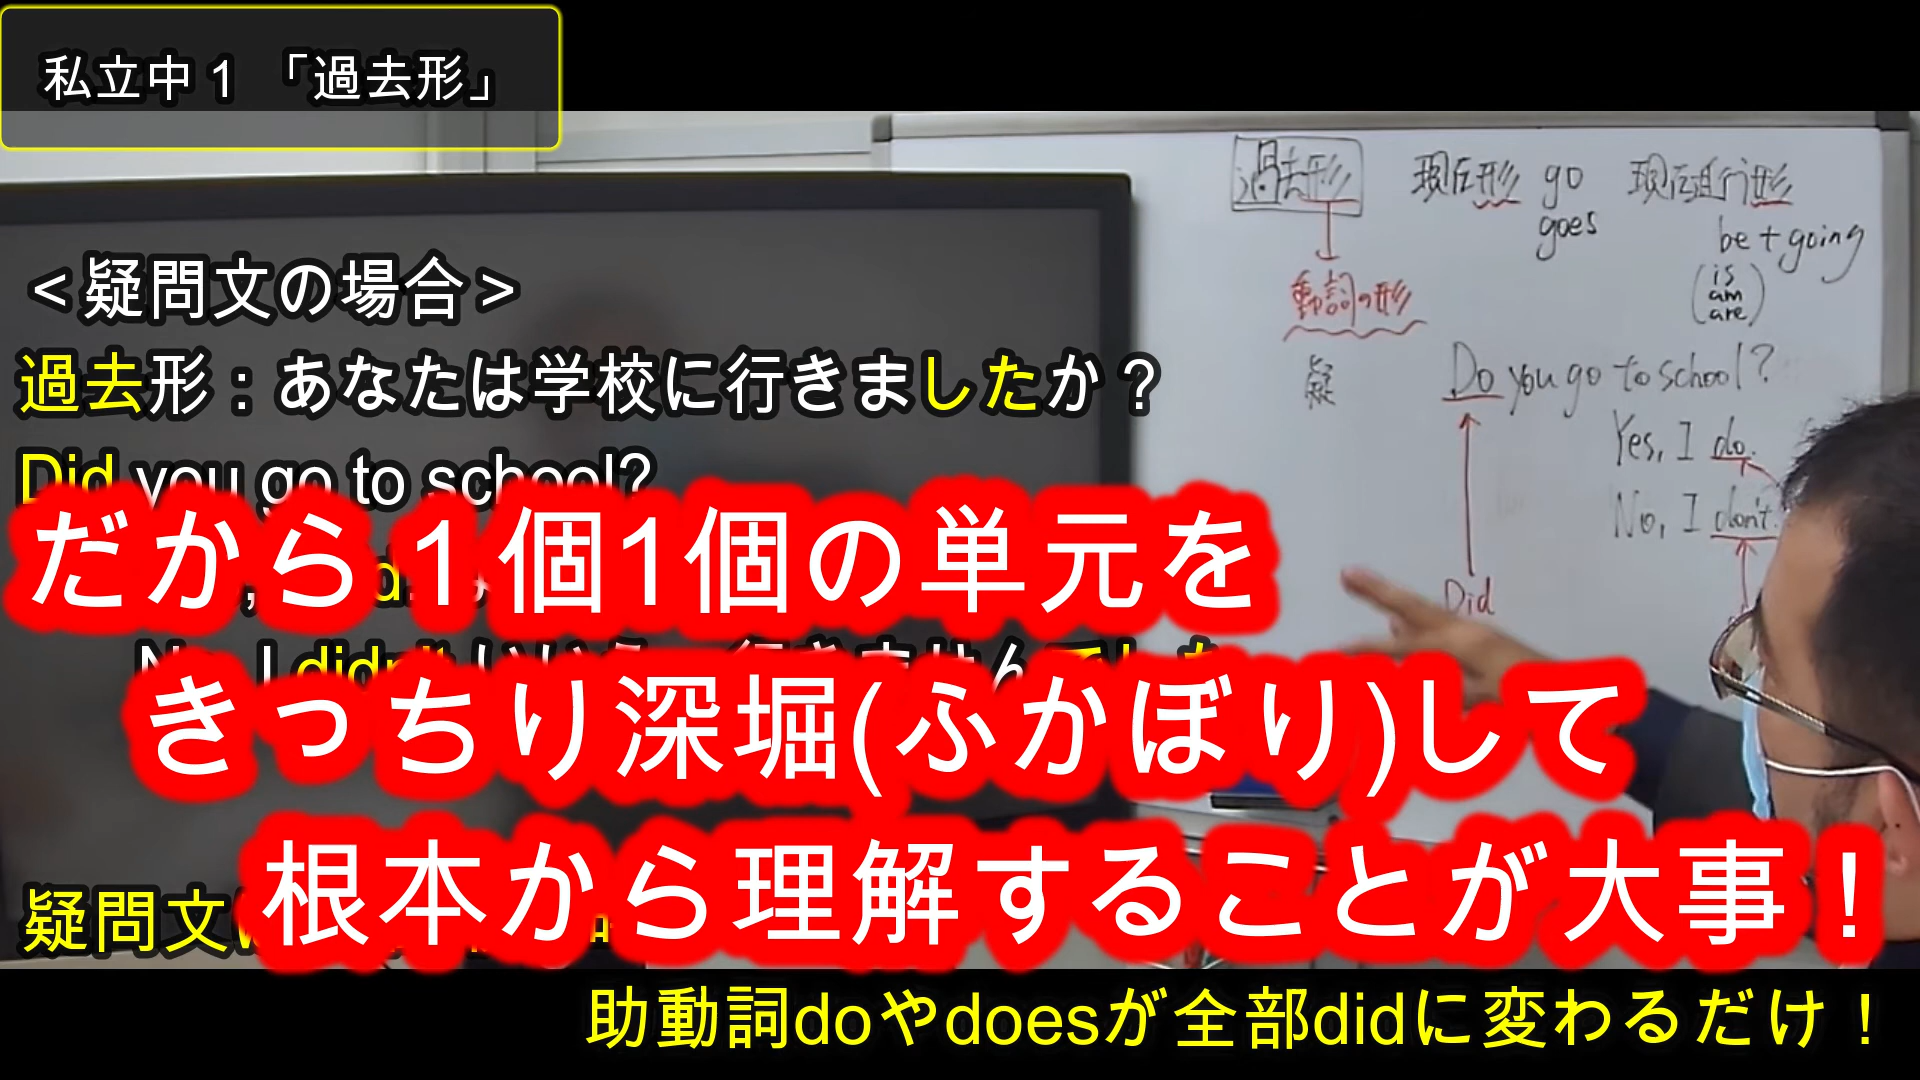 私立中１「過去形」
過去形 現在形 go 現在進行形
goes
be + going
(is
am
are)
動詞の形
疑 Do you go to school?
Yes, I do.
No, I don't.
Did
＜疑問文の場合＞
過去形：あなたは学校に行きましたか？
Did you go to school?
だから１個1個の単元を
No, I didn't
きっちり深堀(ふかぼり)して
疑問文
根本から理解することが大事！
助動詞doやdoesが全部didに変わるだけ！